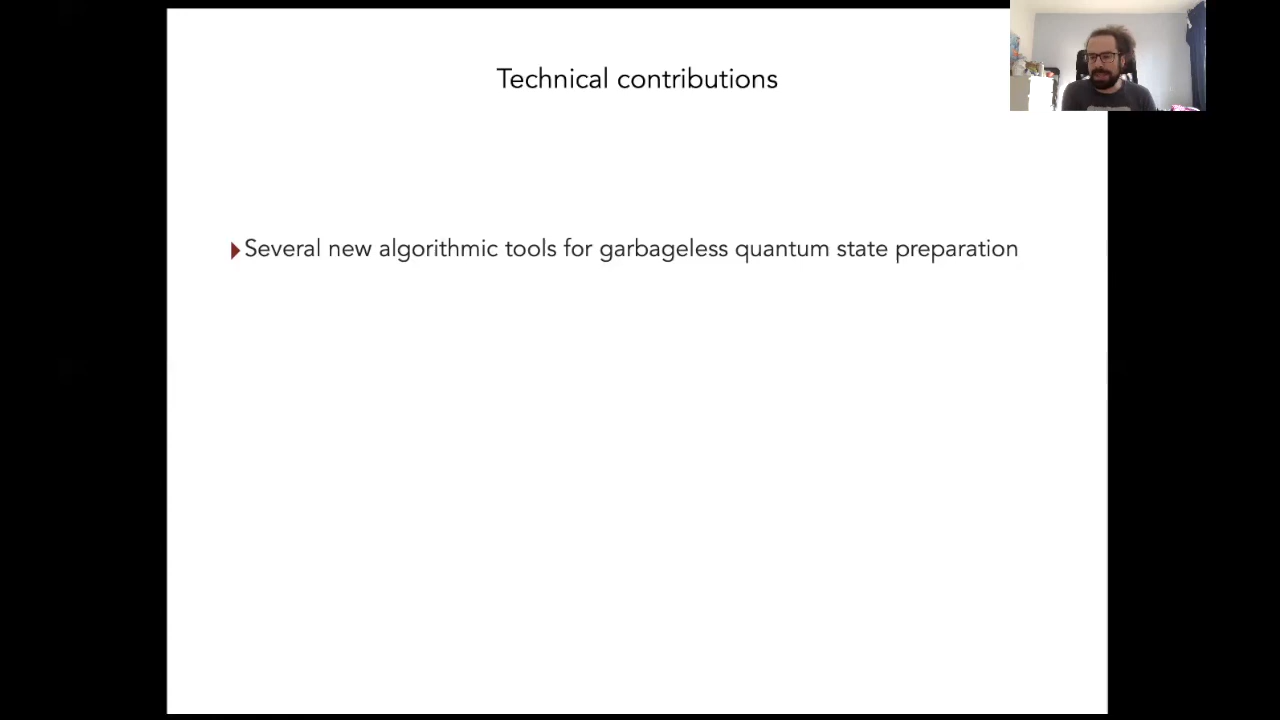 Technical contributions
Several new algorithmic tools for garbageless quantum state preparation